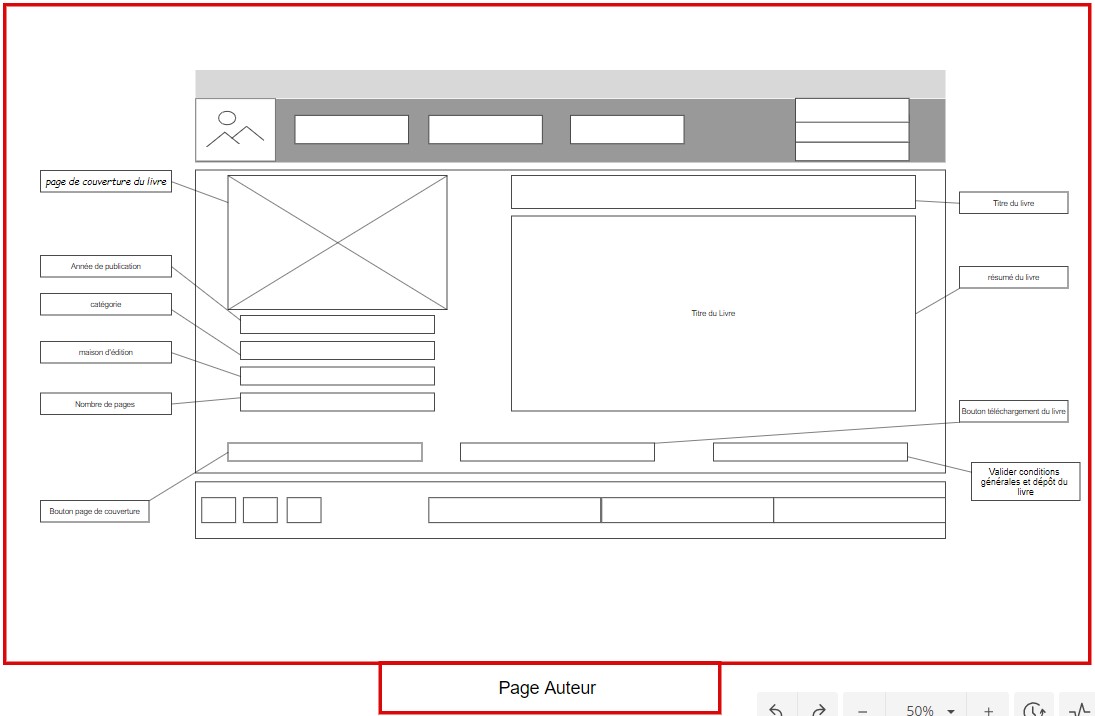 page de couverture du livre
Titre du livre
Année de publication
résumé du livre
catégorie
Titre du Livre
maison d'édition
Nombre de pages
Bouton téléchargement du livre
Valider conditions
générales et dépôt du
livre
Bouton page de couverture
Page Auteur
50%